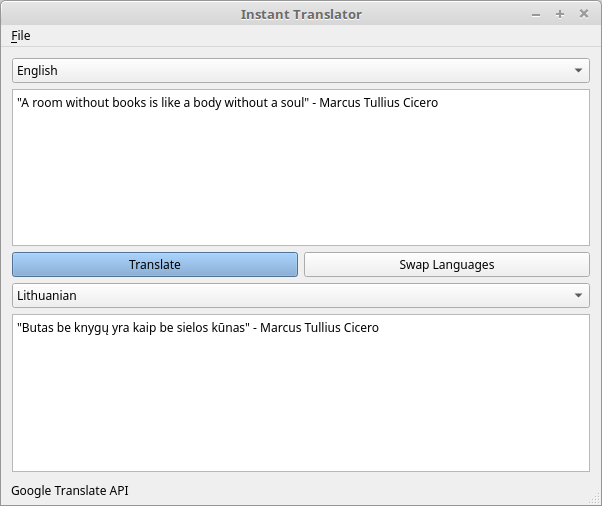 Instant Translator
File
English
"A room without books is like a body without a soul" - Marcus Tullius Cicero
Translate
Swap Languages
Lithuanian
"Butas be knygų yra kaip be sielos kūnas" - Marcus Tullius Cicero
Google Translate API